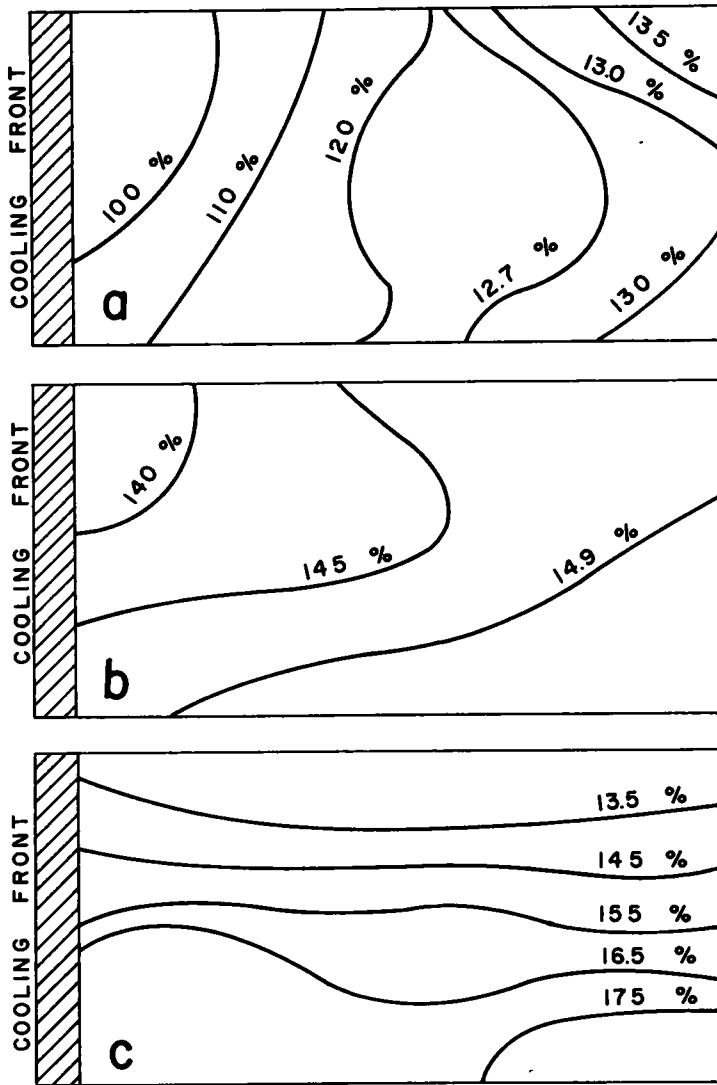 COOLING FRONT
100 %
110 %
120 %
12.7 %
13.0 %
13.5 %
130 %
a
COOLING FRONT
140 %
145 %
14.9 %
b
COOLING FRONT
13.5 %
145 %
155 %
16.5 %
175 %
c